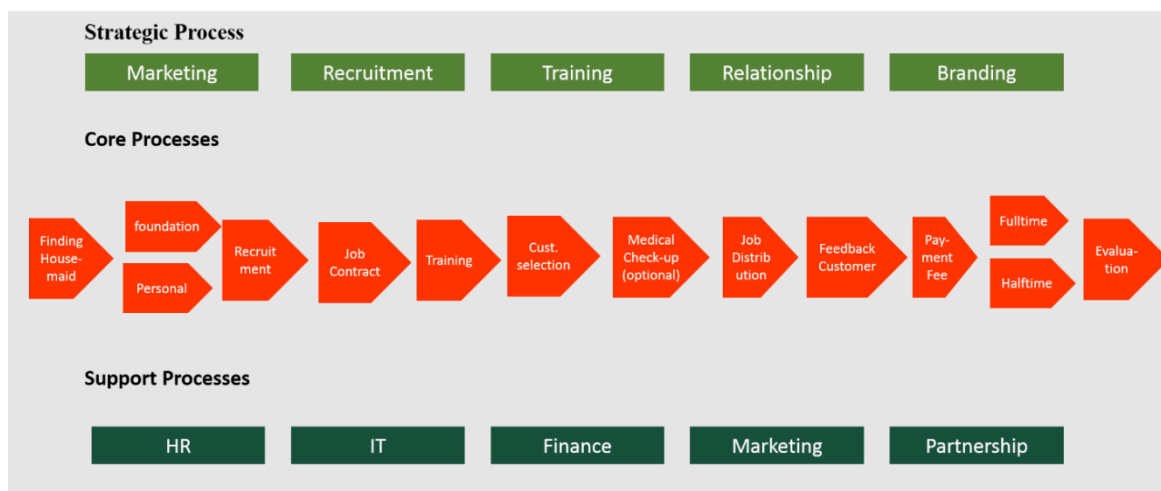 Strategic Process
Marketing
Recruitment
Training
Relationship
Branding
Core Processes
Finding
House-
maid
foundation
Personal
Recruit
ment
Job
Contract
Training
Cust.
selection
Medical
Check-up
(optional)
Job
Distrib
ution
Feedback
Customer
Pay-
ment
Fee
Fulltime
Halftime
Evalua-
tion
Support Processes
HR
IT
Finance
Marketing
Partnership